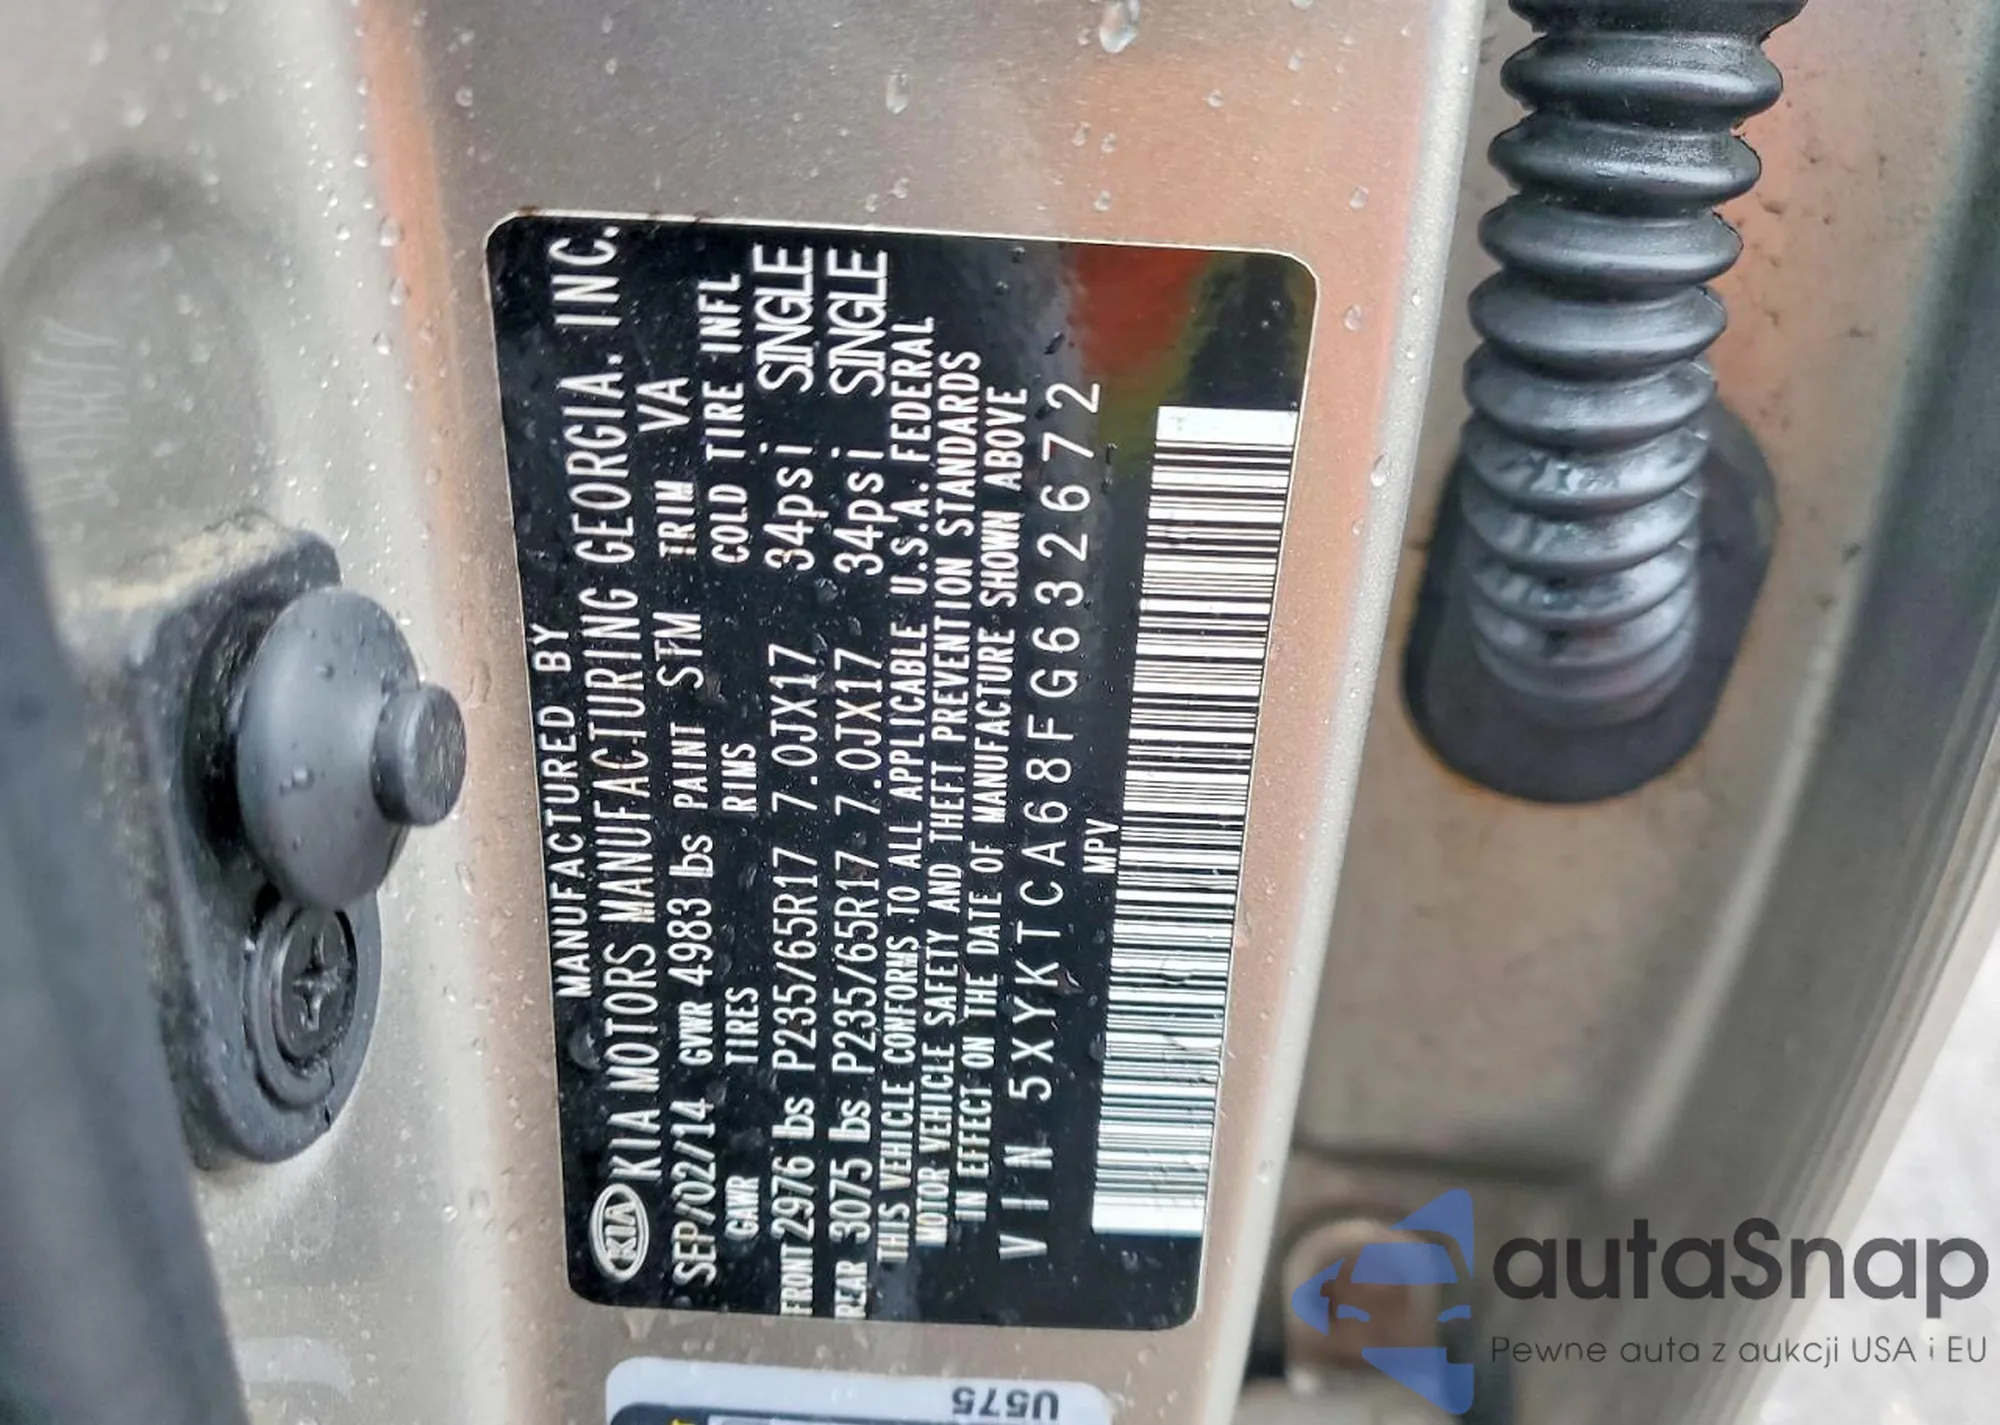 MANUFACTURED BY
KIA KIA MOTORS MANUFACTURING GEORGIA. INC.
SEP/02/14 GVWR 4983 lbs PAINT STM TRIM VA
GAWR TIRES RIMS COLD TIRE INFL
FRONT 2976 lbs P235/65R17 7.0JX17 34psi SINGLE
REAR 3075 lbs P235/65R17 7.0JX17 34psi SINGLE
THIS VEHICLE CONFORMS TO ALL APPLICABLE U.S.A. FEDERAL
MOTOR VEHICLE SAFETY AND THEFT PREVENTION STANDARDS
IN EFFECT ON THE DATE OF MANUFACTURE SHOWN ABOVE
VIN 5XYKTCA68FG632672
MPV
U575
autoSnap
Pewne auta z aukcji USA i EU